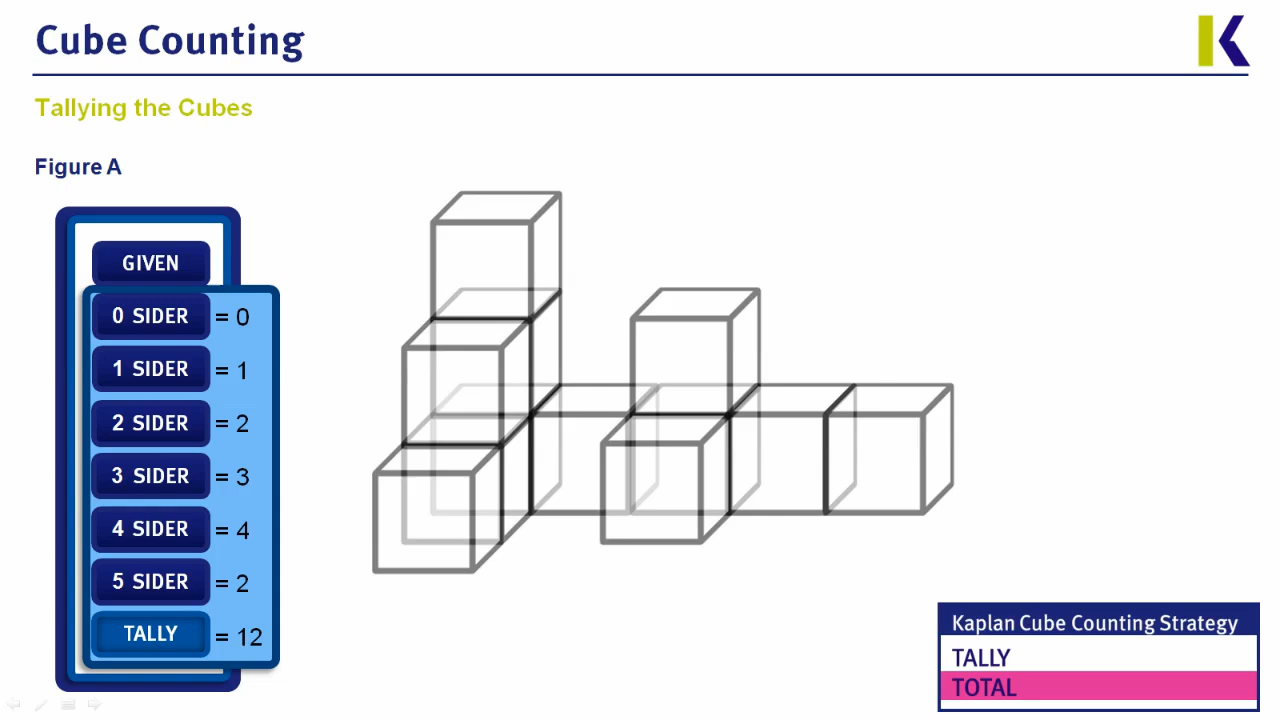 Cube Counting
Tallying the Cubes
Figure A
GIVEN
0 SIDER = 0
1 SIDER = 1
2 SIDER = 2
3 SIDER = 3
4 SIDER = 4
5 SIDER = 2
TALLY = 12
Kaplan Cube Counting Strategy
TALLY
TOTAL